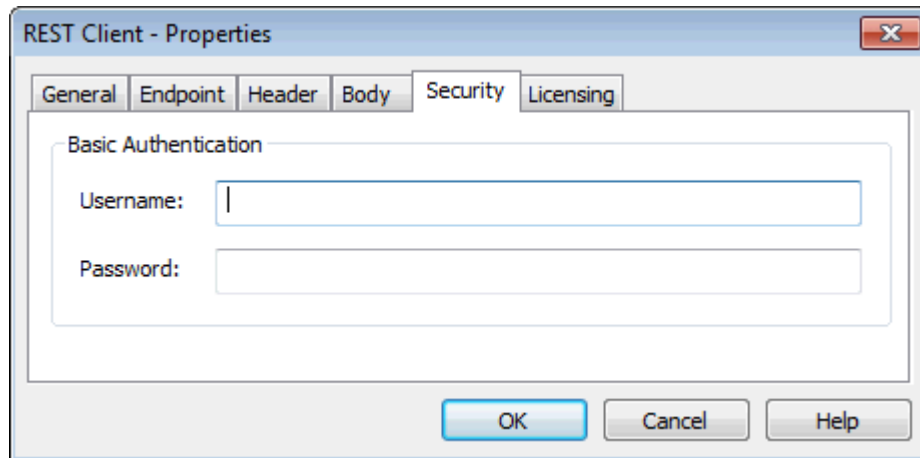 REST Client - Properties
General Endpoint Header Body Security Licensing
Basic Authentication
Username:
Password:
OK Cancel Help